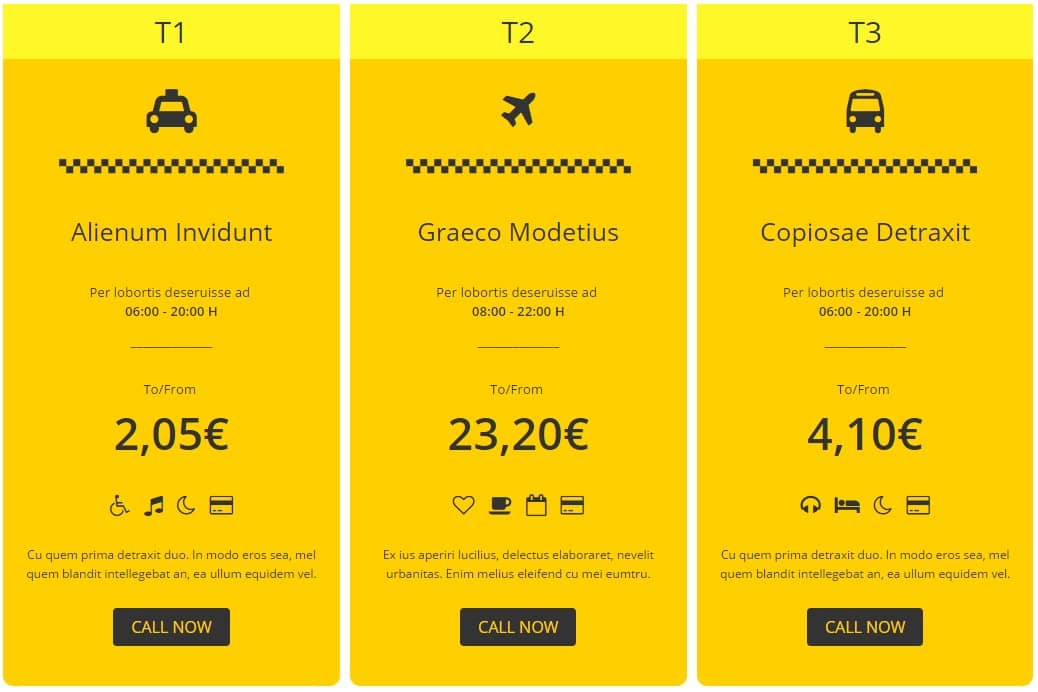 T1
Alienum Invidunt
Per lobortis deseruisse ad
06:00 - 20:00 H
To/From
2,05€
Cu quem prima detraxit duo. In modo eros sea, mel
quem blandit intellegebat an, ea ullum equidem vel.
CALL NOW
T2
Graeco Modetius
Per lobortis deseruisse ad
08:00 - 22:00 H
To/From
23,20€
Ex ius aperiri lucilius, delectus elaboraret, nevelit
urbanitas. Enim melius eleifend cu mei eumtru.
CALL NOW
T3
Copiosae Detraxit
Per lobortis deseruisse ad
06:00 - 20:00 H
To/From
4,10€
Cu quem prima detraxit duo. In modo eros sea, mel
quem blandit intellegebat an, ea ullum equidem vel.
CALL NOW